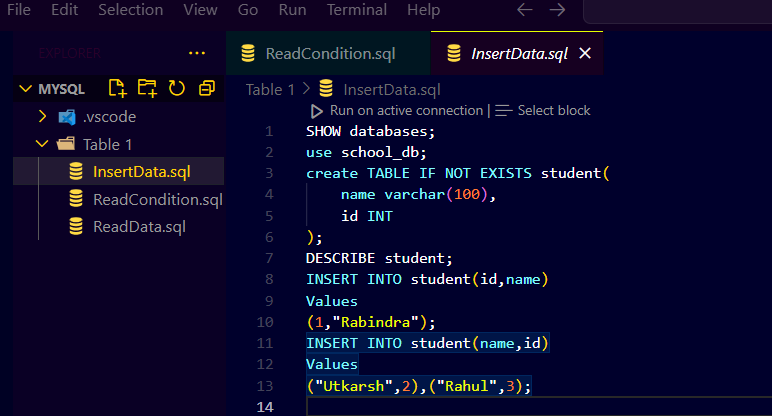 File Edit Selection View Go Run Terminal Help
EXPLORER
ReadCondition.sql
InsertData.sql
MYSQL
.vscode
Table 1
InsertData.sql
ReadCondition.sql
ReadData.sql
Table 1 > InsertData.sql
Run on active connection | Select block
1 SHOW databases;
2 use school_db;
3 create TABLE IF NOT EXISTS student(
4 name varchar(100),
5 id INT
6 );
7 DESCRIBE student;
8 INSERT INTO student(id,name)
9 Values
10 (1,"Rabindra");
11 INSERT INTO student(name,id)
12 Values
13 ("Utkarsh",2),("Rahul",3);
14